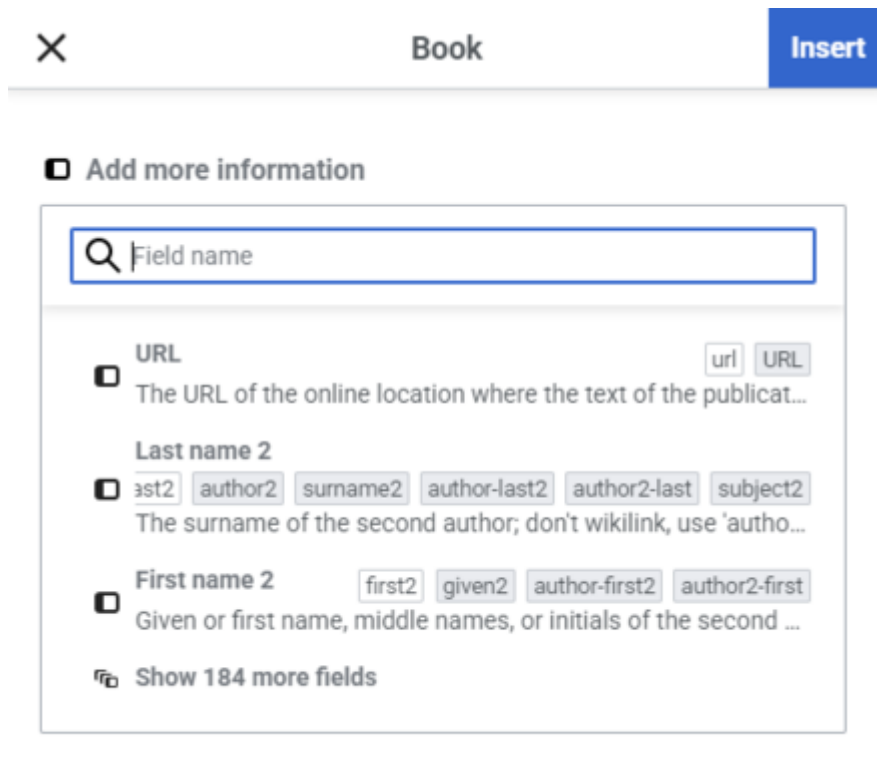 Book
Insert
Add more information
Field name
URL url URL
The URL of the online location where the text of the publicat...
Last name 2
ast2 author2 surname2 author-last2 author2-last subject2
The surname of the second author; don't wikilink, use 'autho...
First name 2 first2 given2 author-first2 author2-first
Given or first name, middle names, or initials of the second ...
Show 184 more fields